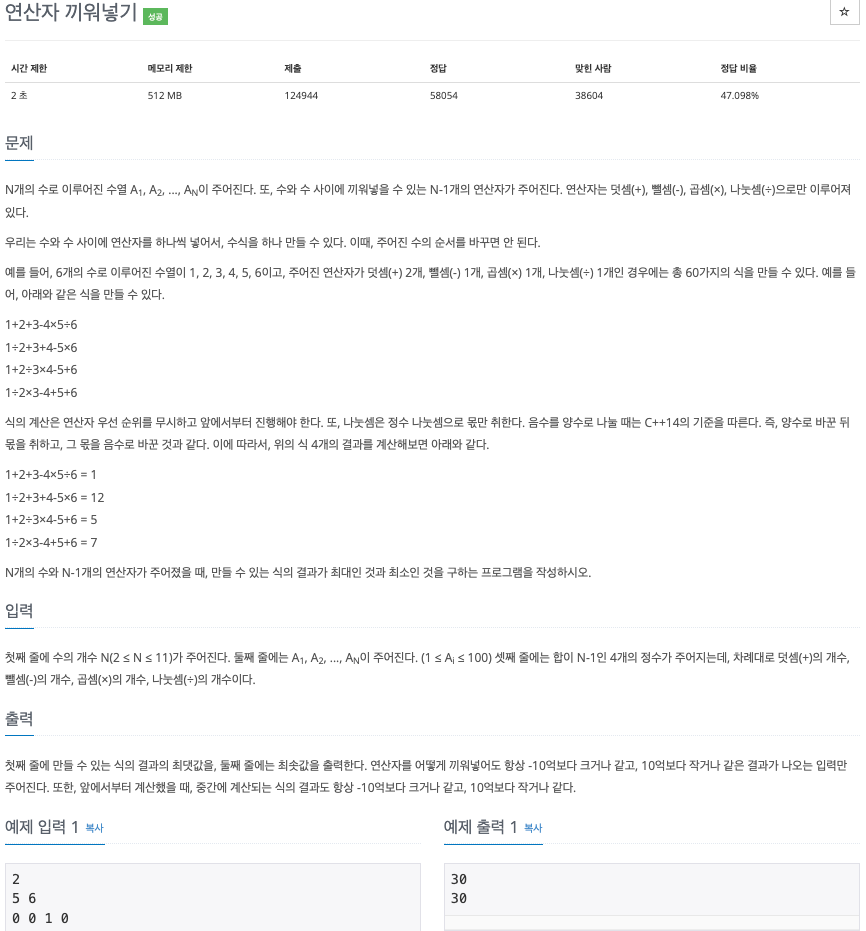 연산자 끼워넣기 성공
☆
시간 제한 메모리 제한 제출 정답 맞힌 사람 정답 비율
2 초 512 MB 124944 58054 38604 47.098%
문제
N개의 수로 이루어진 수열 A1, A2, ..., AN이 주어진다. 또, 수와 수 사이에 끼워넣을 수 있는 N-1개의 연산자가 주어진다. 연산자는 덧셈(+), 뺄셈(-), 곱셈(×), 나눗셈(÷)으로만 이루어져
있다.
우리는 수와 수 사이에 연산자를 하나씩 넣어서, 수식을 하나 만들 수 있다. 이때, 주어진 수의 순서를 바꾸면 안 된다.
예를 들어, 6개의 수로 이루어진 수열이 1, 2, 3, 4, 5, 6이고, 주어진 연산자가 덧셈(+) 2개, 뺄셈(-) 1개, 곱셈(×) 1개, 나눗셈(÷) 1개인 경우에는 총 60가지의 식을 만들 수 있다. 예를 들
어, 아래와 같은 식을 만들 수 있다.
1+2+3-4×5÷6
1÷2+3+4-5×6
1+2÷3×4-5+6
1÷2×3-4+5+6
식의 계산은 연산자 우선 순위를 무시하고 앞에서부터 진행해야 한다. 또, 나눗셈은 정수 나눗셈으로 몫만 취한다. 음수를 양수로 나눌 때는 C++14의 기준을 따른다. 즉, 양수로 바꾼 뒤
몫을 취하고, 그 몫을 음수로 바꾼 것과 같다. 이에 따라서, 위의 식 4개의 결과를 계산해보면 아래와 같다.
1+2+3-4×5÷6 = 1
1÷2+3+4-5×6 = 12
1+2÷3×4-5+6 = 5
1÷2×3-4+5+6 = 7
N개의 수와 N-1개의 연산자가 주어졌을 때, 만들 수 있는 식의 결과가 최대인 것과 최소인 것을 구하는 프로그램을 작성하시오.
입력
첫째 줄에 수의 개수 N(2 ≤ N ≤ 11)가 주어진다. 둘째 줄에는 A1, A2, ..., AN이 주어진다. (1 ≤ Ai ≤ 100) 셋째 줄에는 합이 N-1인 4개의 정수가 주어지는데, 차례대로 덧셈(+)의 개수,
뺄셈(-)의 개수, 곱셈(×)의 개수, 나눗셈(÷)의 개수이다.
출력
첫째 줄에 만들 수 있는 식의 결과의 최댓값을, 둘째 줄에는 최솟값을 출력한다. 연산자를 어떻게 끼워넣어도 항상 -10억보다 크거나 같고, 10억보다 작거나 같은 결과가 나오는 입력만
주어진다. 또한, 앞에서부터 계산했을 때, 중간에 계산되는 식의 결과도 항상 -10억보다 크거나 같고, 10억보다 작거나 같다.
예제 입력 1 복사
2
5 6
0 0 1 0
예제 출력 1 복사
30
30